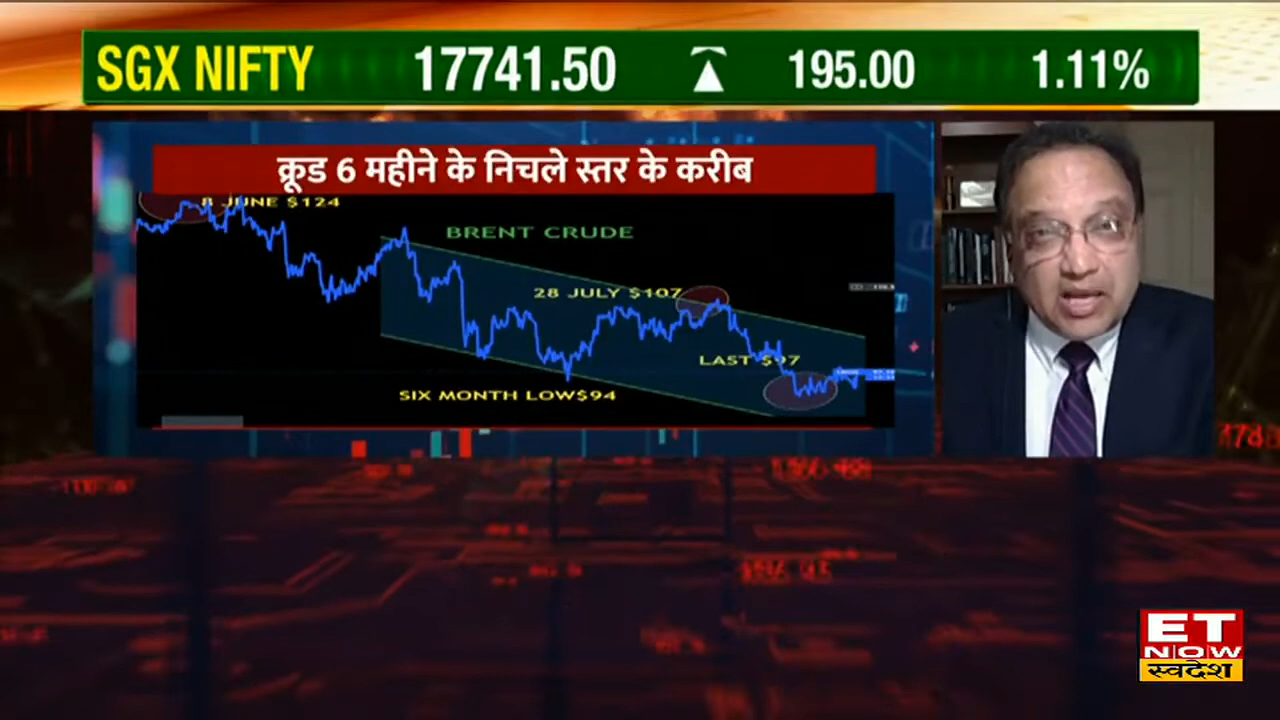 SGX NIFTY 17741.50 195.00 1.11%
क्रूड 6 महीने के निचले स्तर के करीब
8 JUNE $124
BRENT CRUDE
28 JULY $107
LAST $97
SIX MONTH LOW$94
ET
NOW
स्वदेश